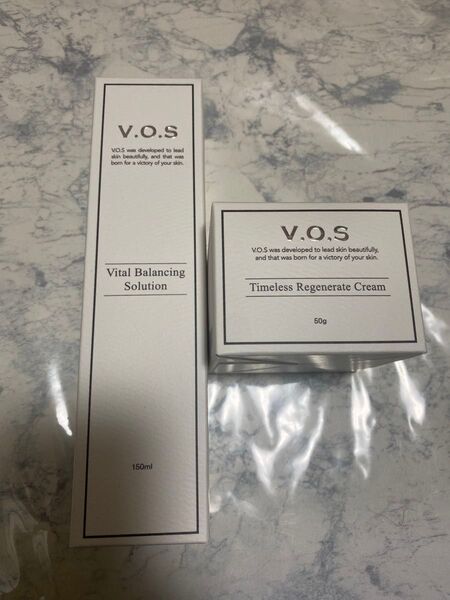 V.O.S
V.O.S was developed to lead
skin beautifully, and that was
born for a victory of your skin.
Vital Balancing
Solution
150ml
V.O.S
V.O.S was developed to lead skin beautifully,
and that was born for a victory of your skin.
Timeless Regenerate Cream
50g